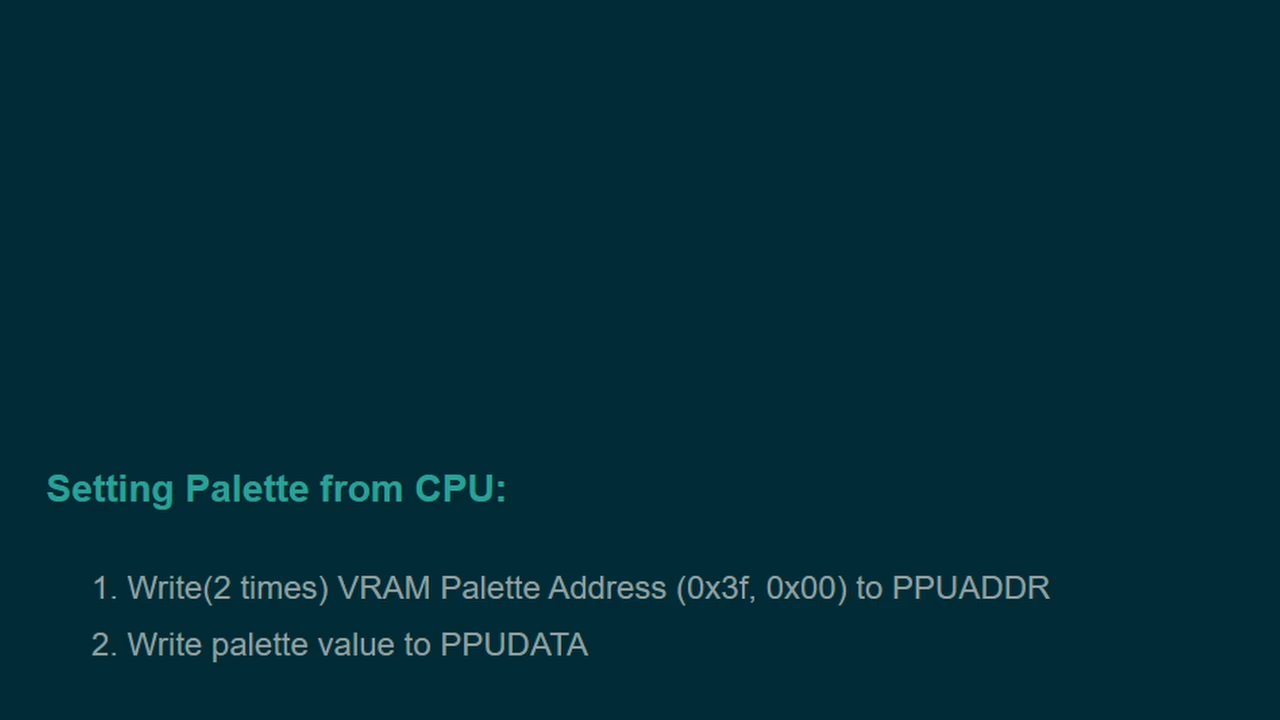 Setting Palette from CPU:
1. Write(2 times) VRAM Palette Address (0x3f, 0x00) to PPUADDR
2. Write palette value to PPUDATA